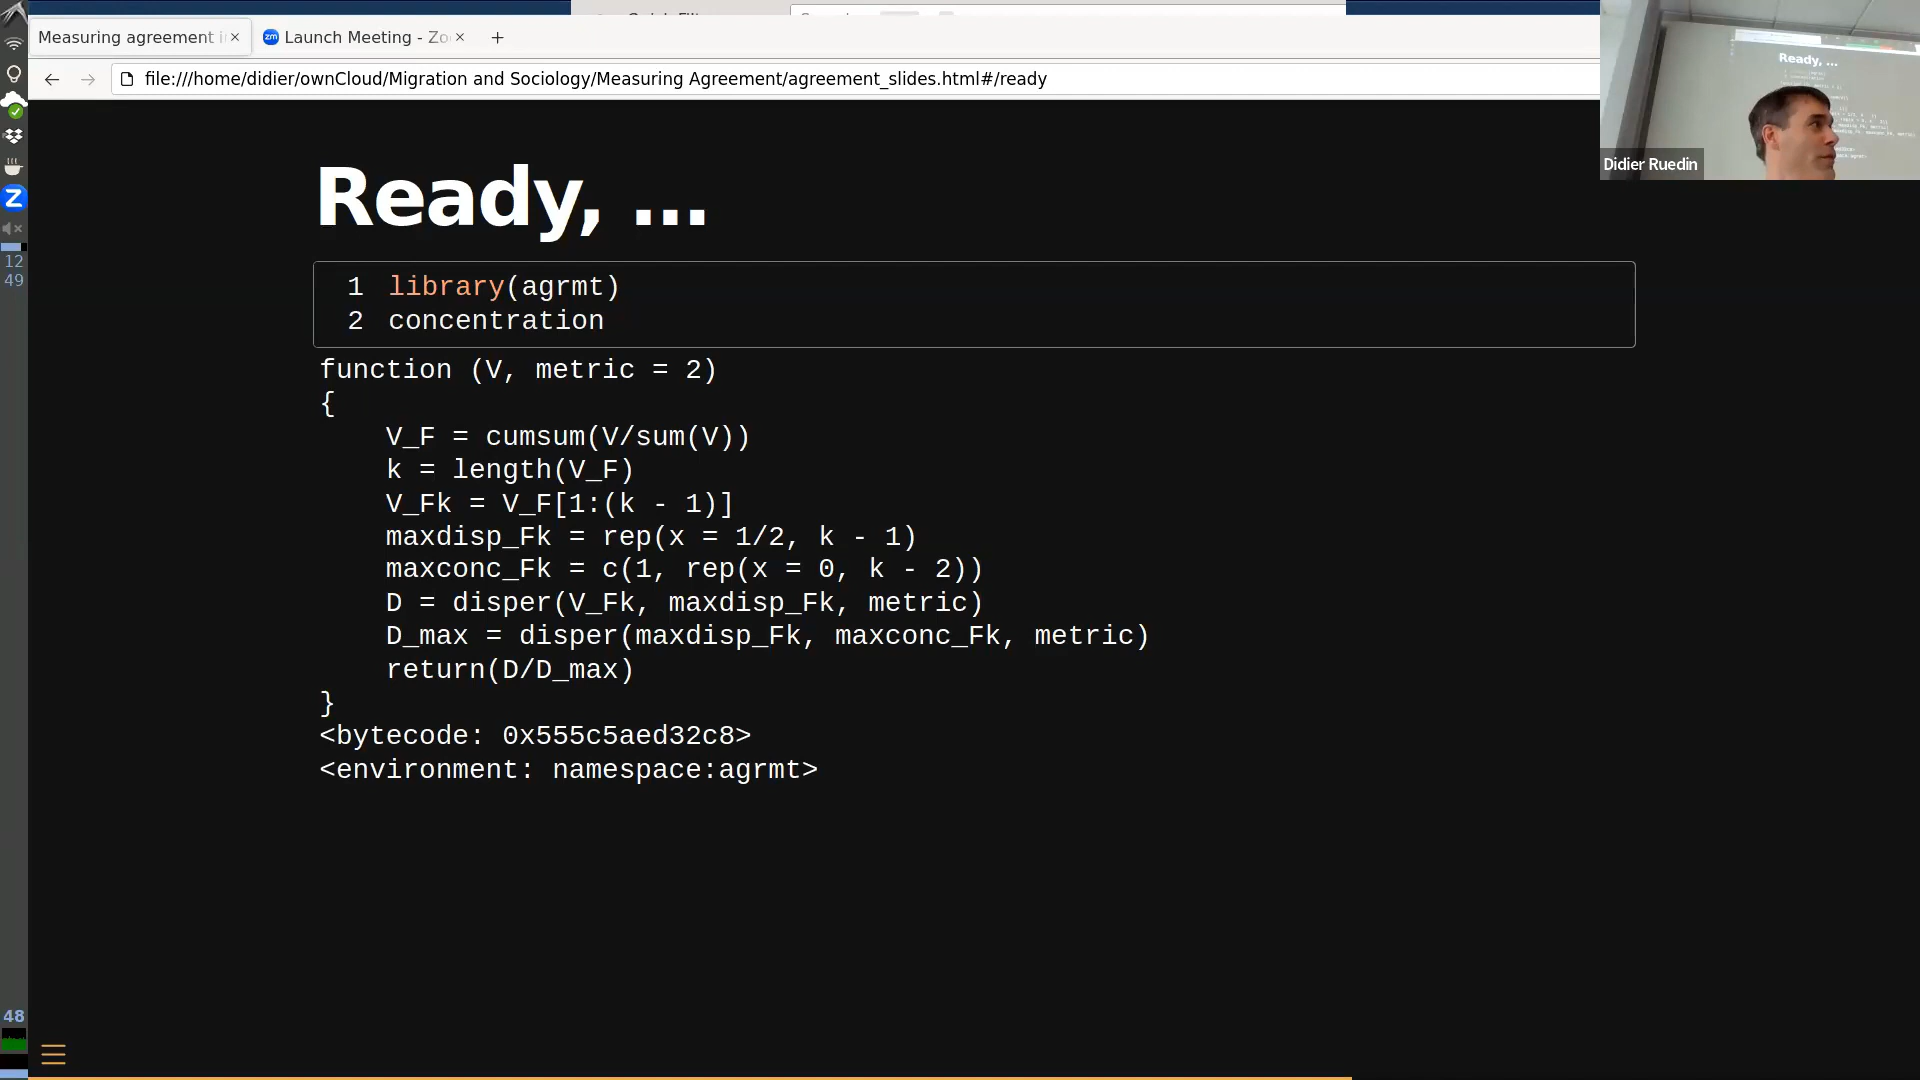 Measuring agreement i
Launch Meeting - Zo
file:///home/didier/ownCloud/Migration and Sociology/Measuring Agreement/agreement_slides.html#/ready
Ready, ...
Didier Ruedin
12
49
Ready, ...
1 library(agrmt)
2 concentration
function (V, metric = 2)
{
V_F = cumsum(V/sum(V))
k = length(V_F)
V_Fk = V_F[1:(k - 1)]
maxdisp_Fk = rep(x = 1/2, k - 1)
maxconc_Fk = c(1, rep(x = 0, k - 2))
D = disper(V_Fk, maxdisp_Fk, metric)
D_max = disper(maxdisp_Fk, maxconc_Fk, metric)
return(D/D_max)
}
<bytecode: 0x555c5aed32c8>
<environment: namespace:agrmt>
48